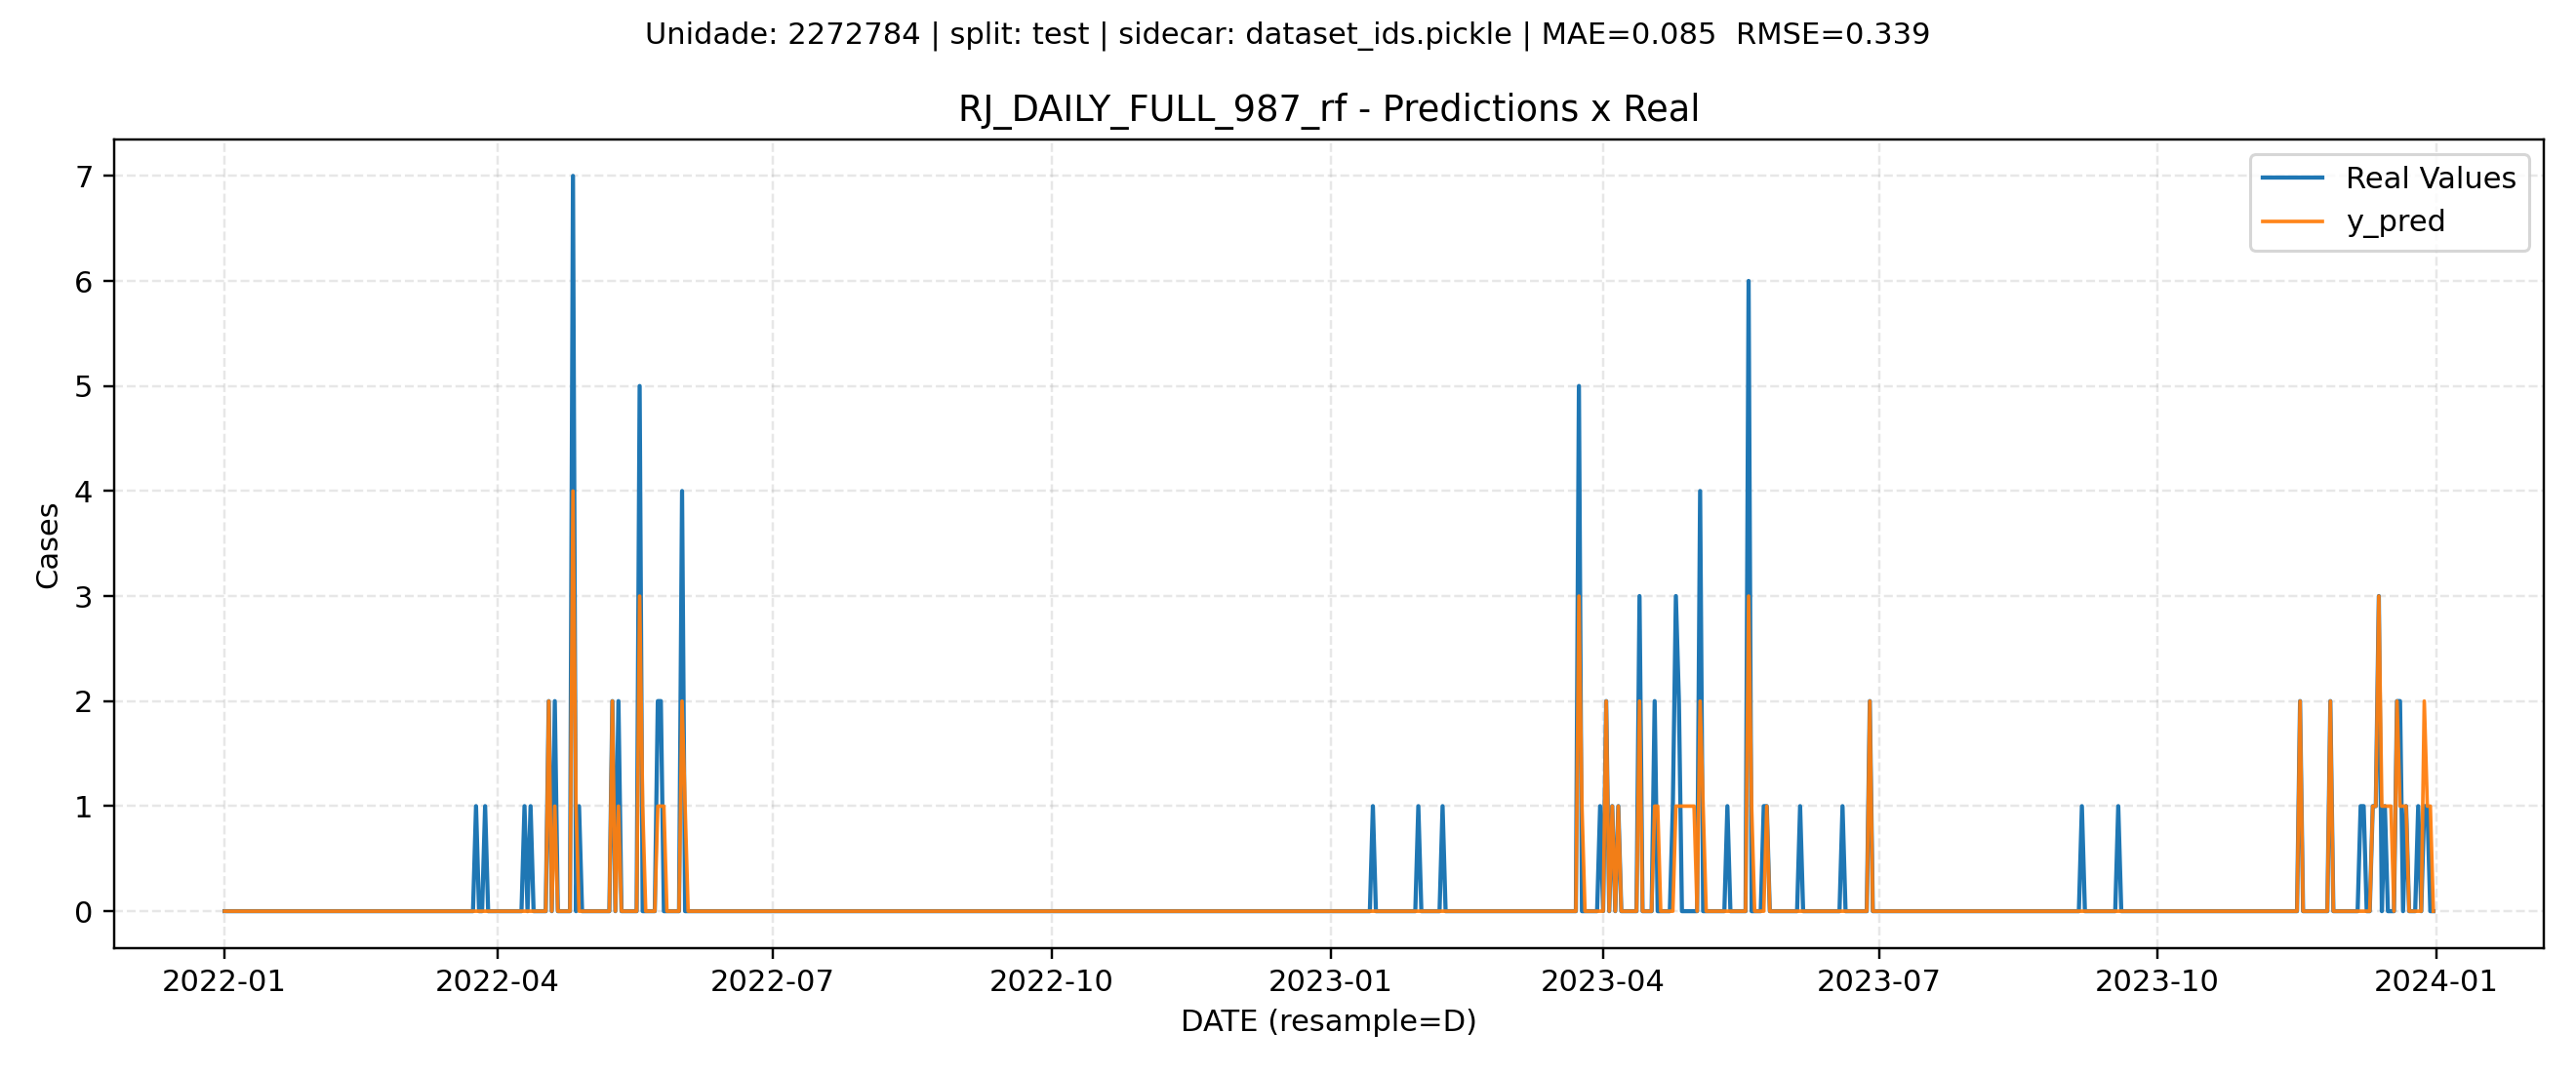 Unidade: 2272784 | split: test | sidecar: dataset_ids.pickle | MAE=0.085  RMSE=0.339
RJ_DAILY_FULL_987_rf - Predictions x Real
Real Values
y_pred
7
6
5
4
3
2
1
0
Cases
2022-01 2022-04 2022-07 2022-10 2023-01 2023-04 2023-07 2023-10 2024-01
DATE (resample=D)